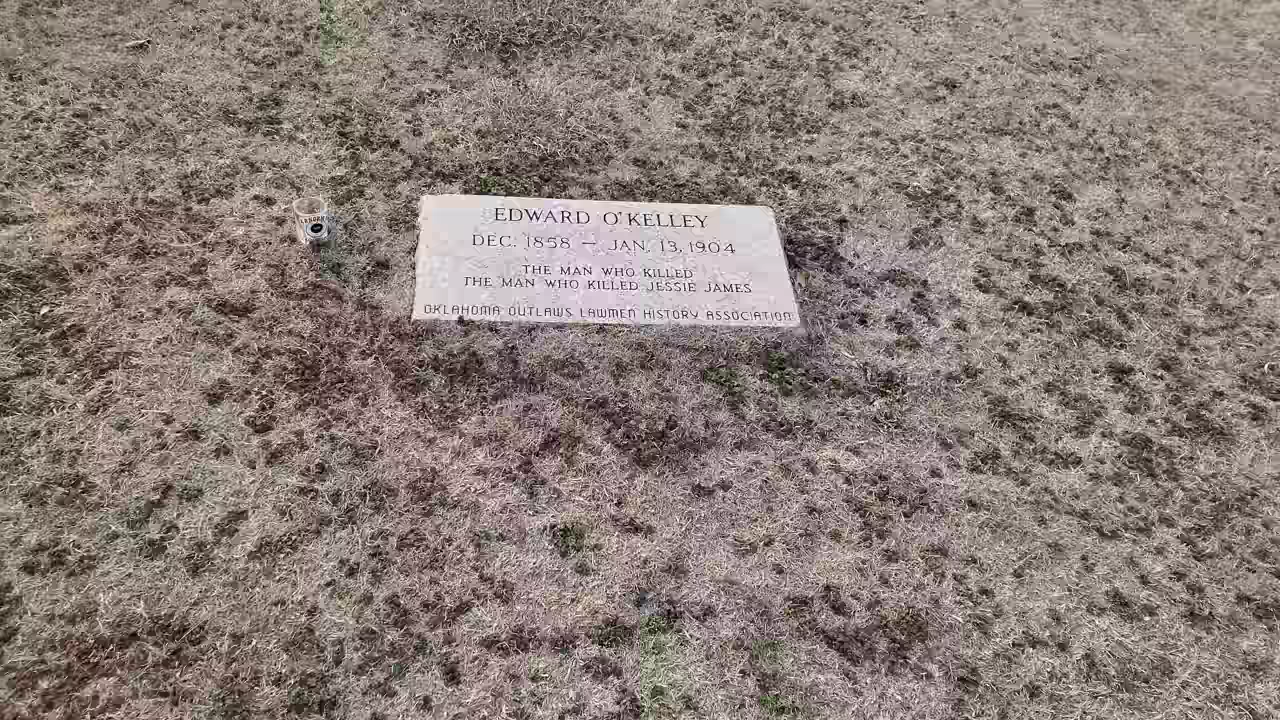 EDWARD O'KELLEY
DEC. 1858 — JAN. 13, 1904
THE MAN WHO KILLED
THE MAN WHO KILLED JESSIE JAMES
OKLAHOMA OUTLAWS LAWMEN HISTORY ASSOCIATION